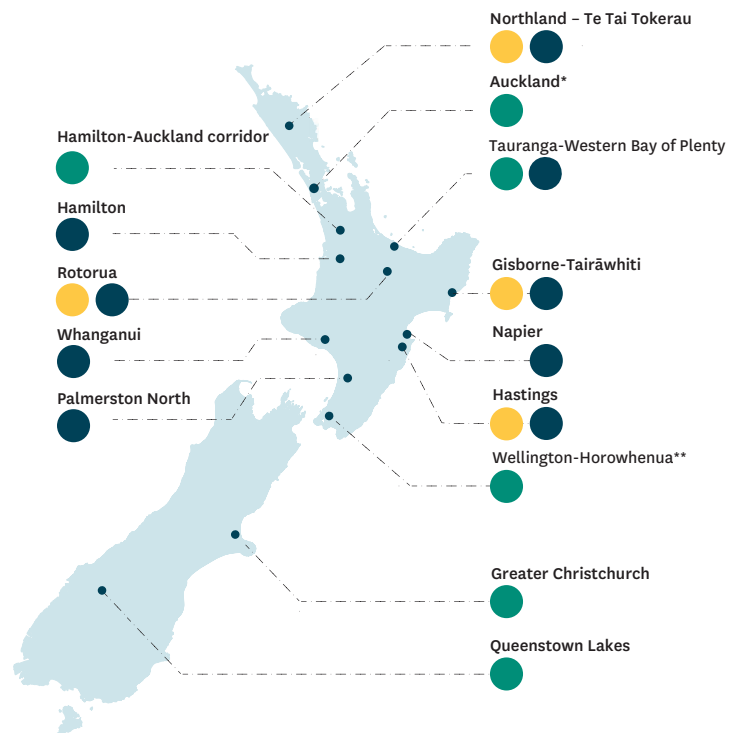 Northland – Te Tai Tokerau
Auckland*
Hamilton-Auckland corridor
Tauranga-Western Bay of Plenty
Hamilton
Gisborne-Tairāwhiti
Rotorua
Napier
Whanganui
Hastings
Palmerston North
Wellington-Horowhenua**
Greater Christchurch
Queenstown Lakes